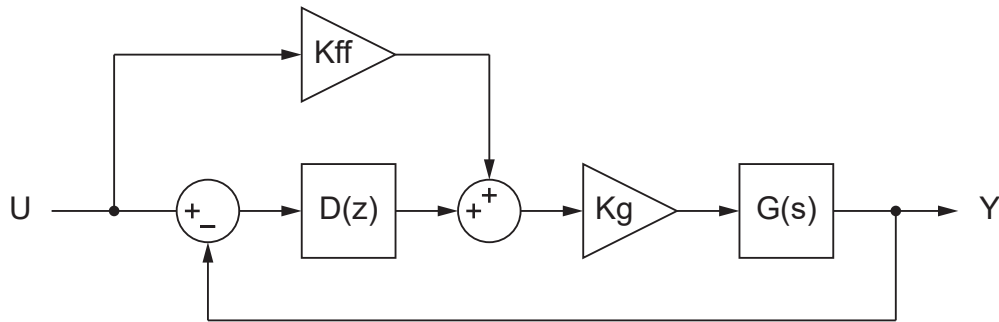 Kff
U
+
−
D(z)
+
+
Kg
G(s)
Y